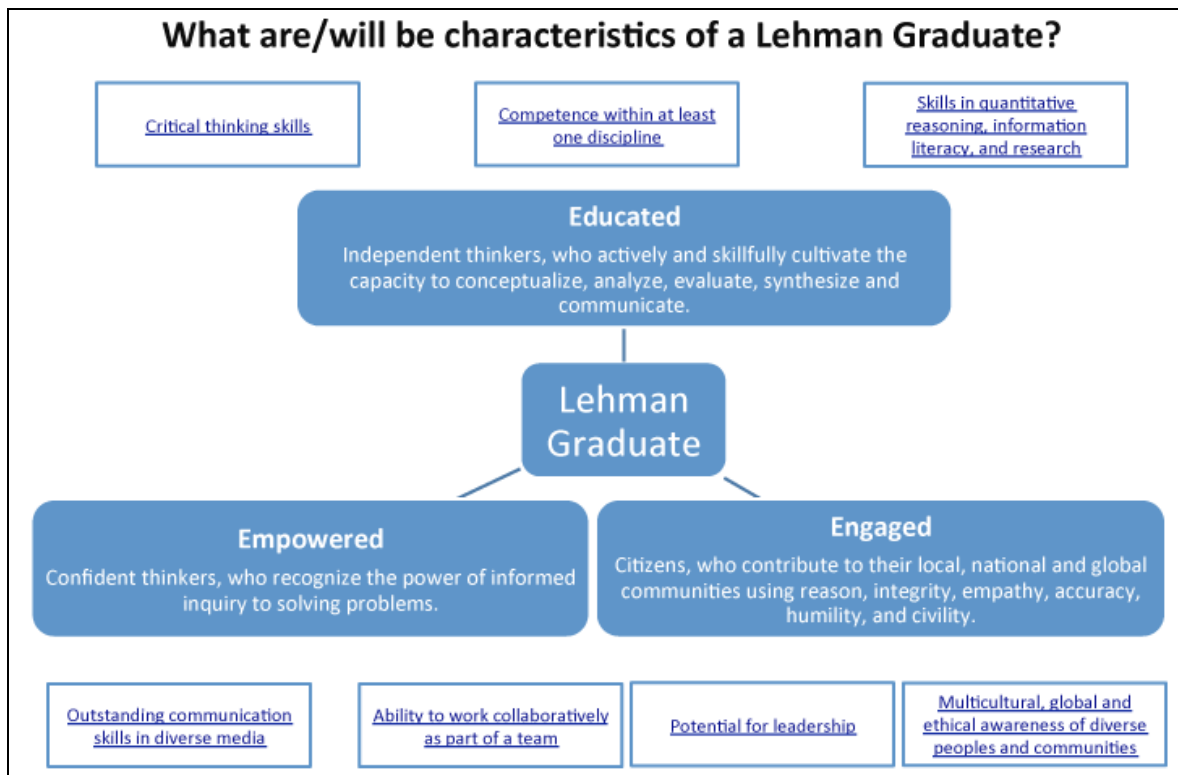 What are/will be characteristics of a Lehman Graduate?
Critical thinking skills
Competence within at least
one discipline
Skills in quantitative
reasoning, information
literacy, and research
Educated
Independent thinkers, who actively and skillfully cultivate the
capacity to conceptualize, analyze, evaluate, synthesize and
communicate.
Lehman
Graduate
Empowered
Confident thinkers, who recognize the power of informed
inquiry to solving problems.
Engaged
Citizens, who contribute to their local, national and global
communities using reason, integrity, empathy, accuracy,
humility, and civility.
Outstanding communication
skills in diverse media
Ability to work collaboratively
as part of a team
Potential for leadership
Multicultural, global and
ethical awareness of diverse
peoples and communities